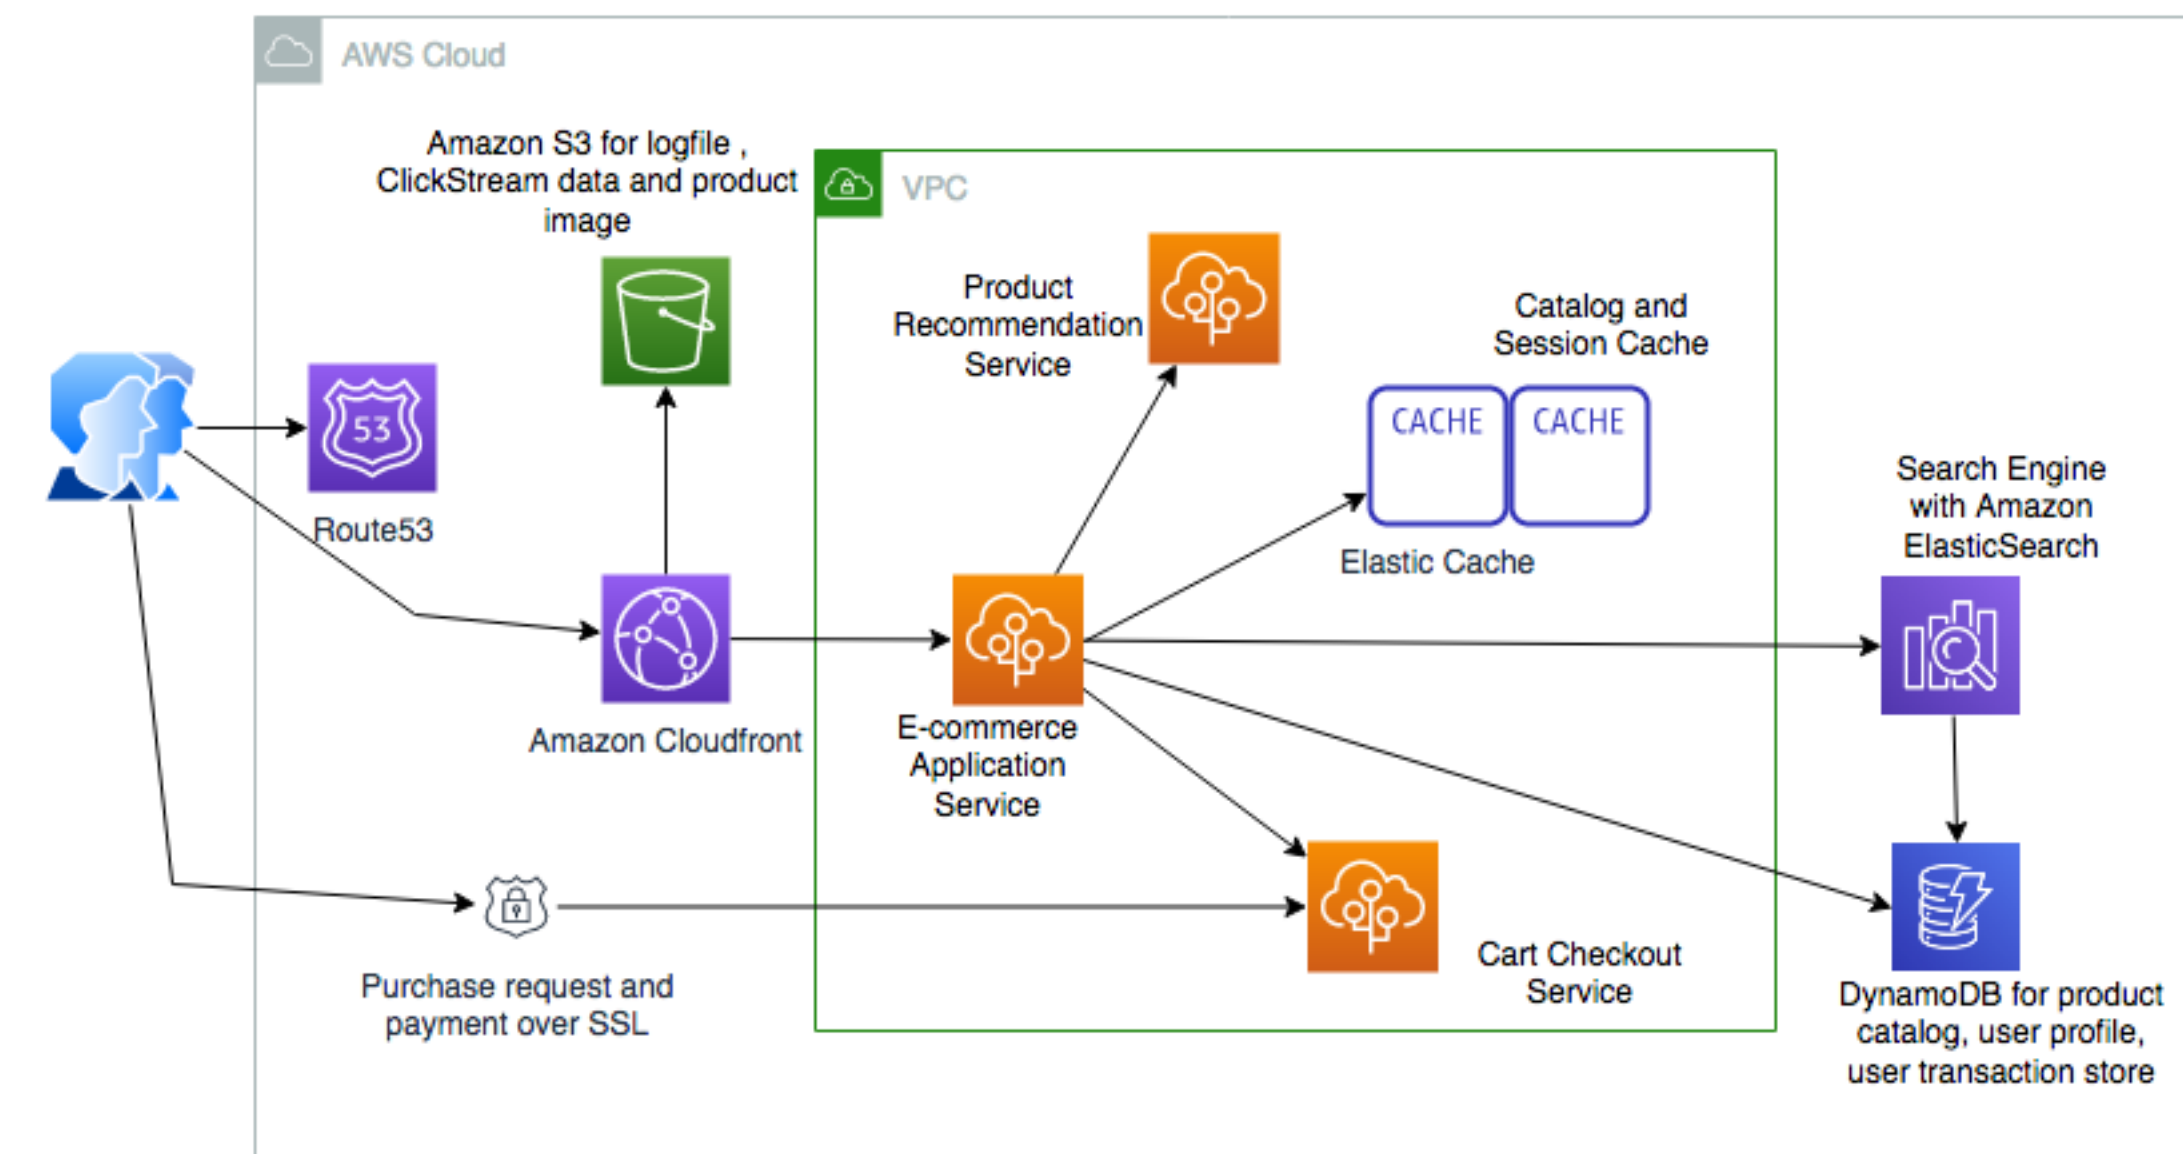 AWS Cloud
Amazon S3 for logfile ,
ClickStream data and product
image
VPC
Product
Recommendation
Service
Catalog and
Session Cache
CACHE
CACHE
Elastic Cache
53
Route53
Search Engine
with Amazon
ElasticSearch
Amazon Cloudfront
E-commerce
Application
Service
Purchase request and
payment over SSL
Cart Checkout
Service
DynamoDB for product
catalog, user profile,
user transaction store